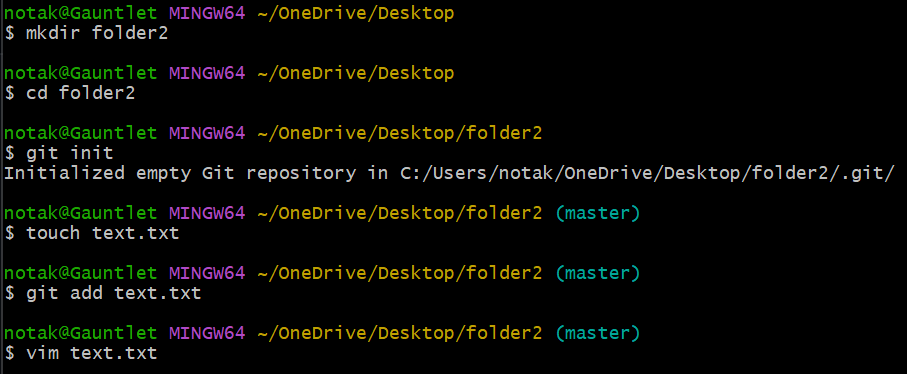 notak@Gauntlet MINGW64 ~/OneDrive/Desktop
$ mkdir folder2
notak@Gauntlet MINGW64 ~/OneDrive/Desktop
$ cd folder2
notak@Gauntlet MINGW64 ~/OneDrive/Desktop/folder2
$ git init
Initialized empty Git repository in C:/Users/notak/OneDrive/Desktop/folder2/.git/
notak@Gauntlet MINGW64 ~/OneDrive/Desktop/folder2 (master)
$ touch text.txt
notak@Gauntlet MINGW64 ~/OneDrive/Desktop/folder2 (master)
$ git add text.txt
notak@Gauntlet MINGW64 ~/OneDrive/Desktop/folder2 (master)
$ vim text.txt